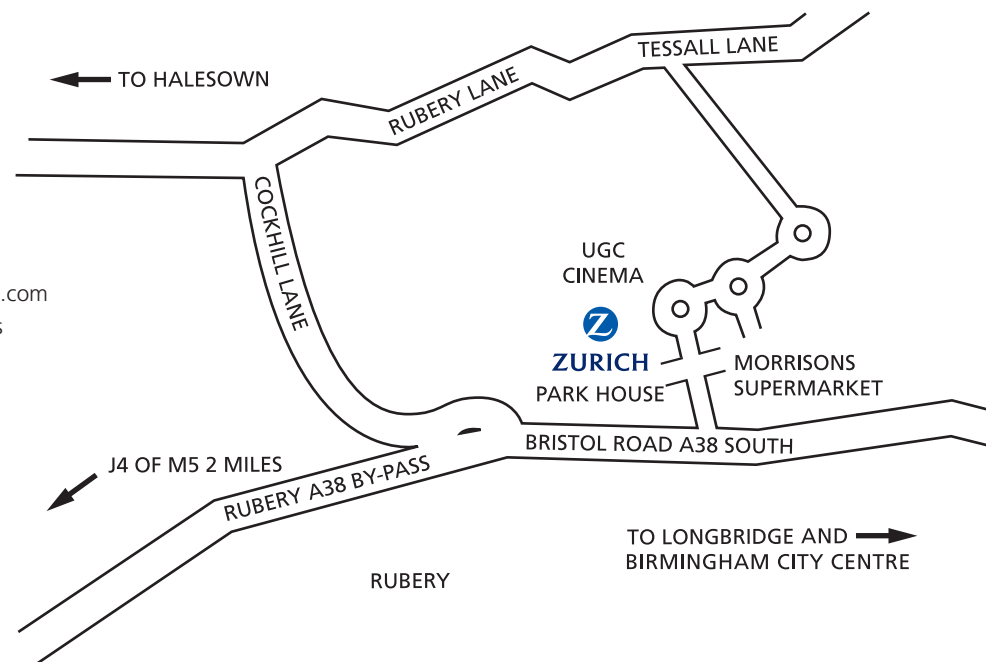 TESSALL LANE
TO HALESOWN
RUBERY LANE
COCKHILL LANE
UGC
CINEMA
.com
s
Z
ZURICH
PARK HOUSE
MORRISONS
SUPERMARKET
BRISTOL ROAD A38 SOUTH
J4 OF M5 2 MILES
RUBERY A38 BY-PASS
TO LONGBRIDGE AND
BIRMINGHAM CITY CENTRE
RUBERY